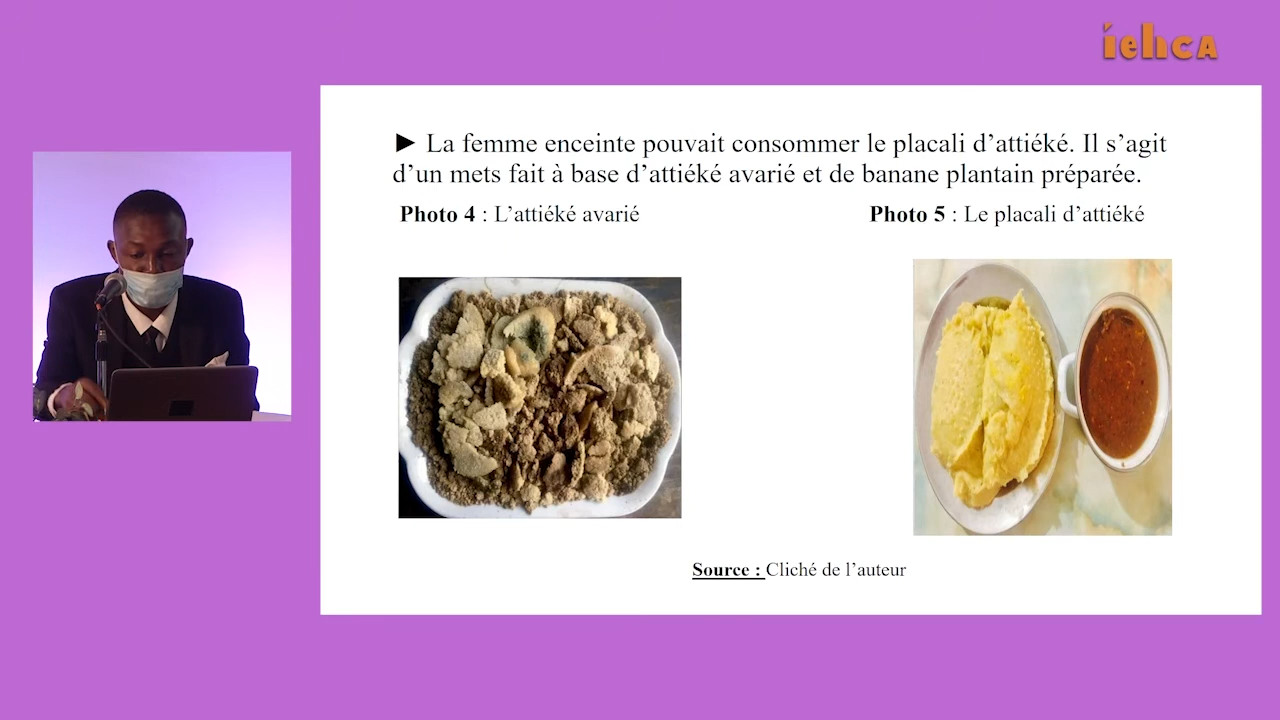 iehcA
► La femme enceinte pouvait consommer le placali d’attiéké. Il s’agit
d’un mets fait à base d’attiéké avarié et de banane plantain préparée.
Photo 4 : L’attiéké avarié
Photo 5 : Le placali d’attiéké
Source : Cliché de l’auteur